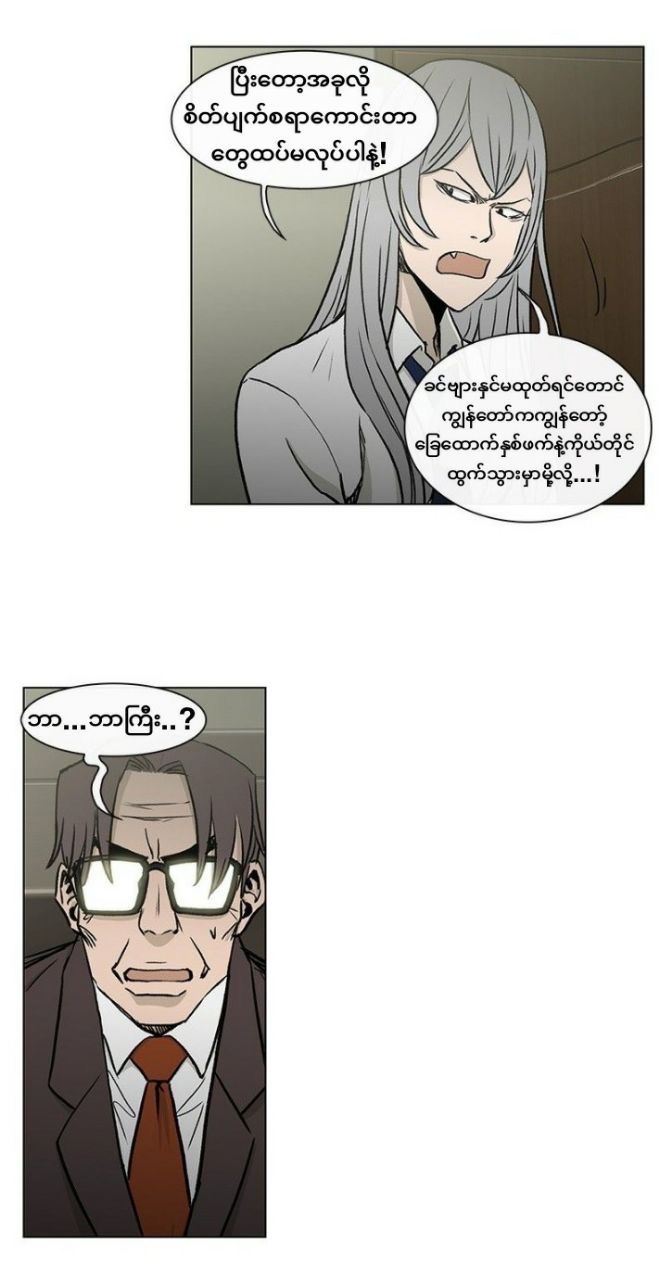 ပြီးတော့အခုလို
စိတ်ပျက်စရာကောင်းတာ
တွေထပ်မလုပ်ပါနဲ့!
ခင်ဗျားနှင်မထုတ်ရင်တောင်
ကျွန်တော်ကကျွန်တော့်
ခြေထောက်နှစ်ဖက်နဲ့ကိုယ်တိုင်
ထွက်သွားမှာမို့လို့...!
ဘာ...ဘာကြီး..?